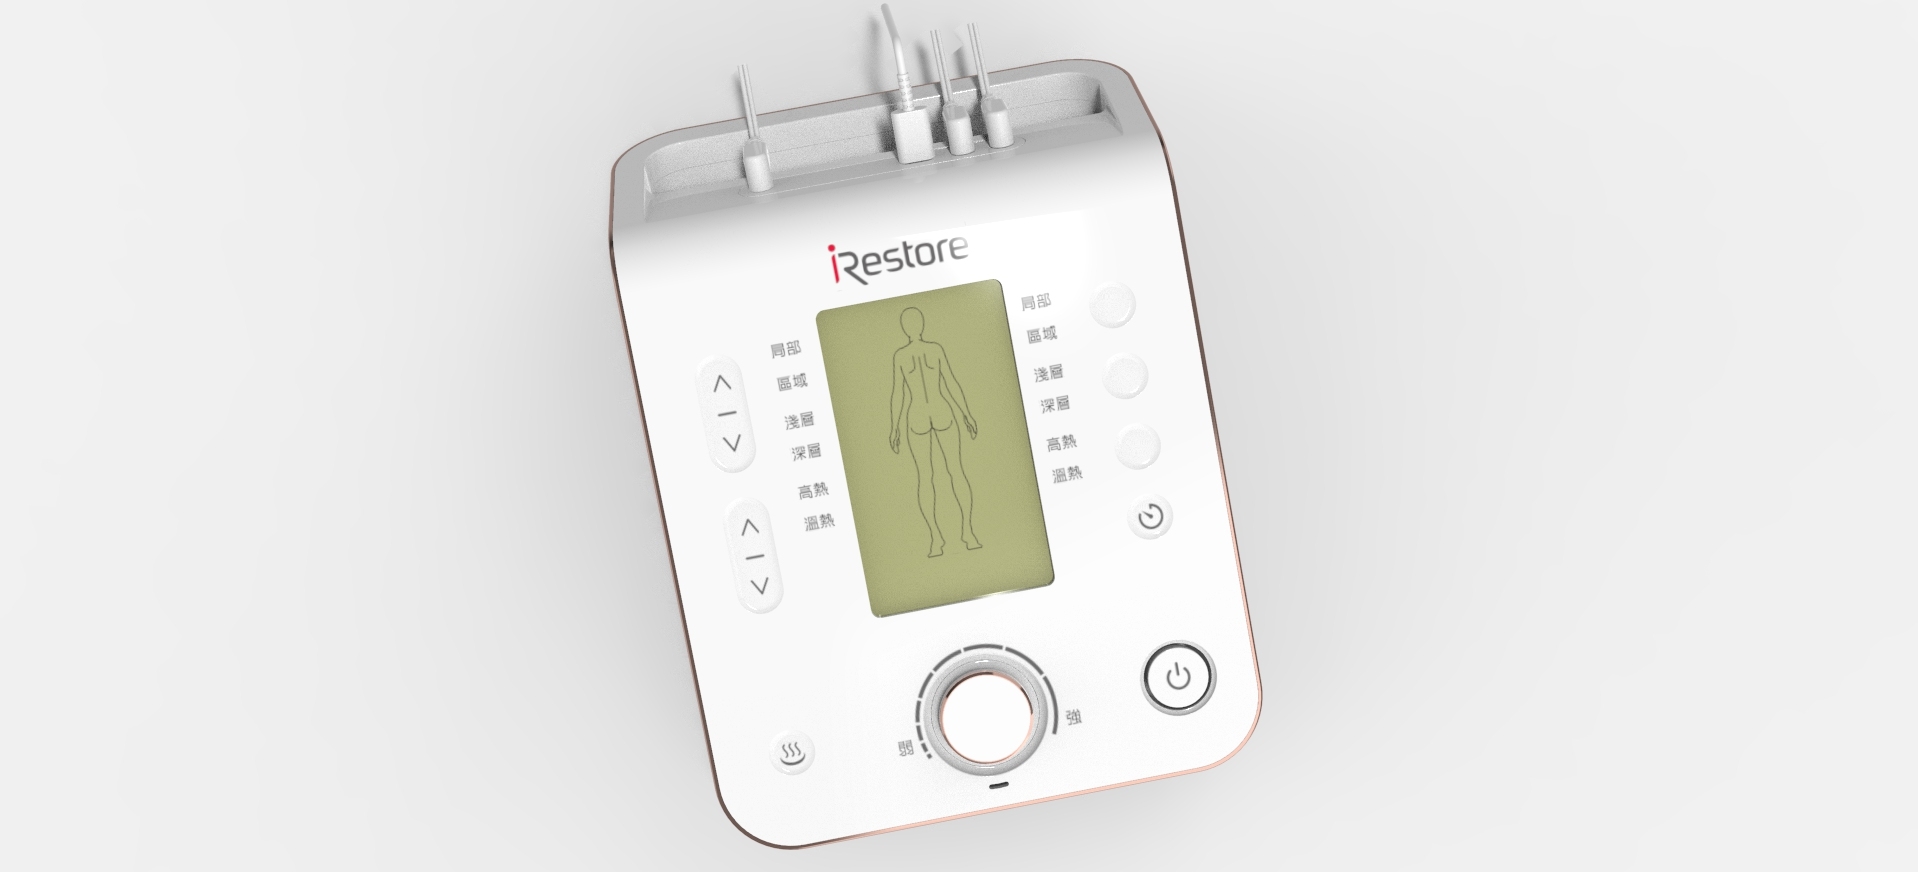 iRestore
局部
區域
淺層
深層
高熱
溫熱
局部
區域
淺層
深層
高熱
溫熱
弱
強